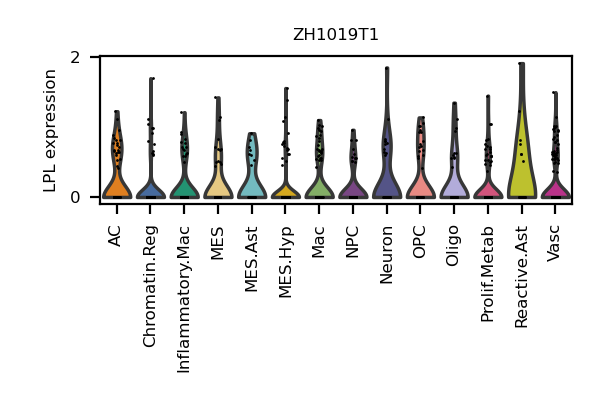 ZH1019T1
LPL expression
2
0
AC
Chromatin.Reg
Inflammatory.Mac
MES
MES.Ast
MES.Hyp
Mac
NPC
Neuron
OPC
Oligo
Prolif.Metab
Reactive.Ast
Vasc